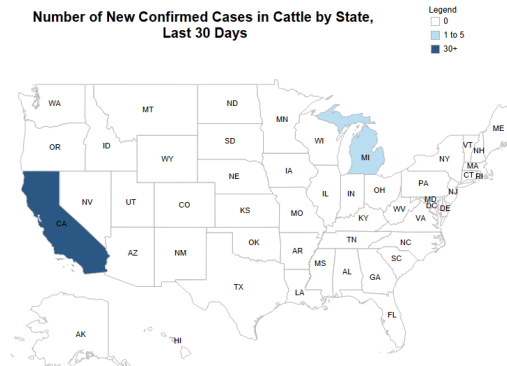 Number of New Confirmed Cases in Cattle by State,
Last 30 Days
Legend
0
1 to 5
30+
WA
MT
ND
MN
ME
OR
ID
SD
WI
VT
NH
WY
MI
NY
MA
CT
RI
IA
NE
PA
NJ
NV
UT
CO
IL
IN
OH
MD
DC
DE
CA
KS
MO
KY
WV
VA
AZ
NM
OK
AR
TN
NC
SC
TX
LA
MS
AL
GA
FL
AK
HI